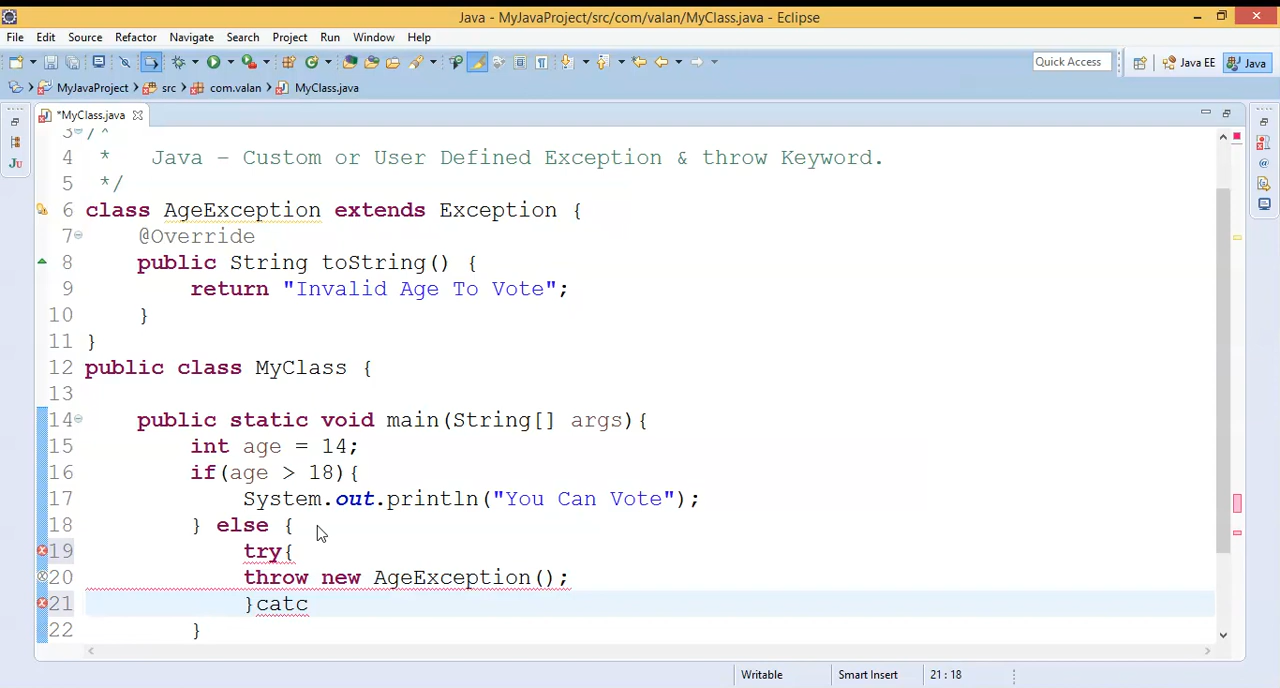 Java - MyJavaProject/src/com/valan/MyClass.java - Eclipse
File Edit Source Refactor Navigate Search Project Run Window Help
Quick Access Java EE Java
MyJavaProject src com.valan MyClass.java
*MyClass.java
3 /*
4 * Java - Custom or User Defined Exception & throw Keyword.
5 */
6 class AgeException extends Exception {
7 @Override
8 public String toString() {
9 return "Invalid Age To Vote";
10 }
11 }
12 public class MyClass {
13
14 public static void main(String[] args){
15 int age = 14;
16 if(age > 18){
17 System.out.println("You Can Vote");
18 } else {
19 try{
20 throw new AgeException();
21 }catc
22 }
Writable Smart Insert 21 : 18